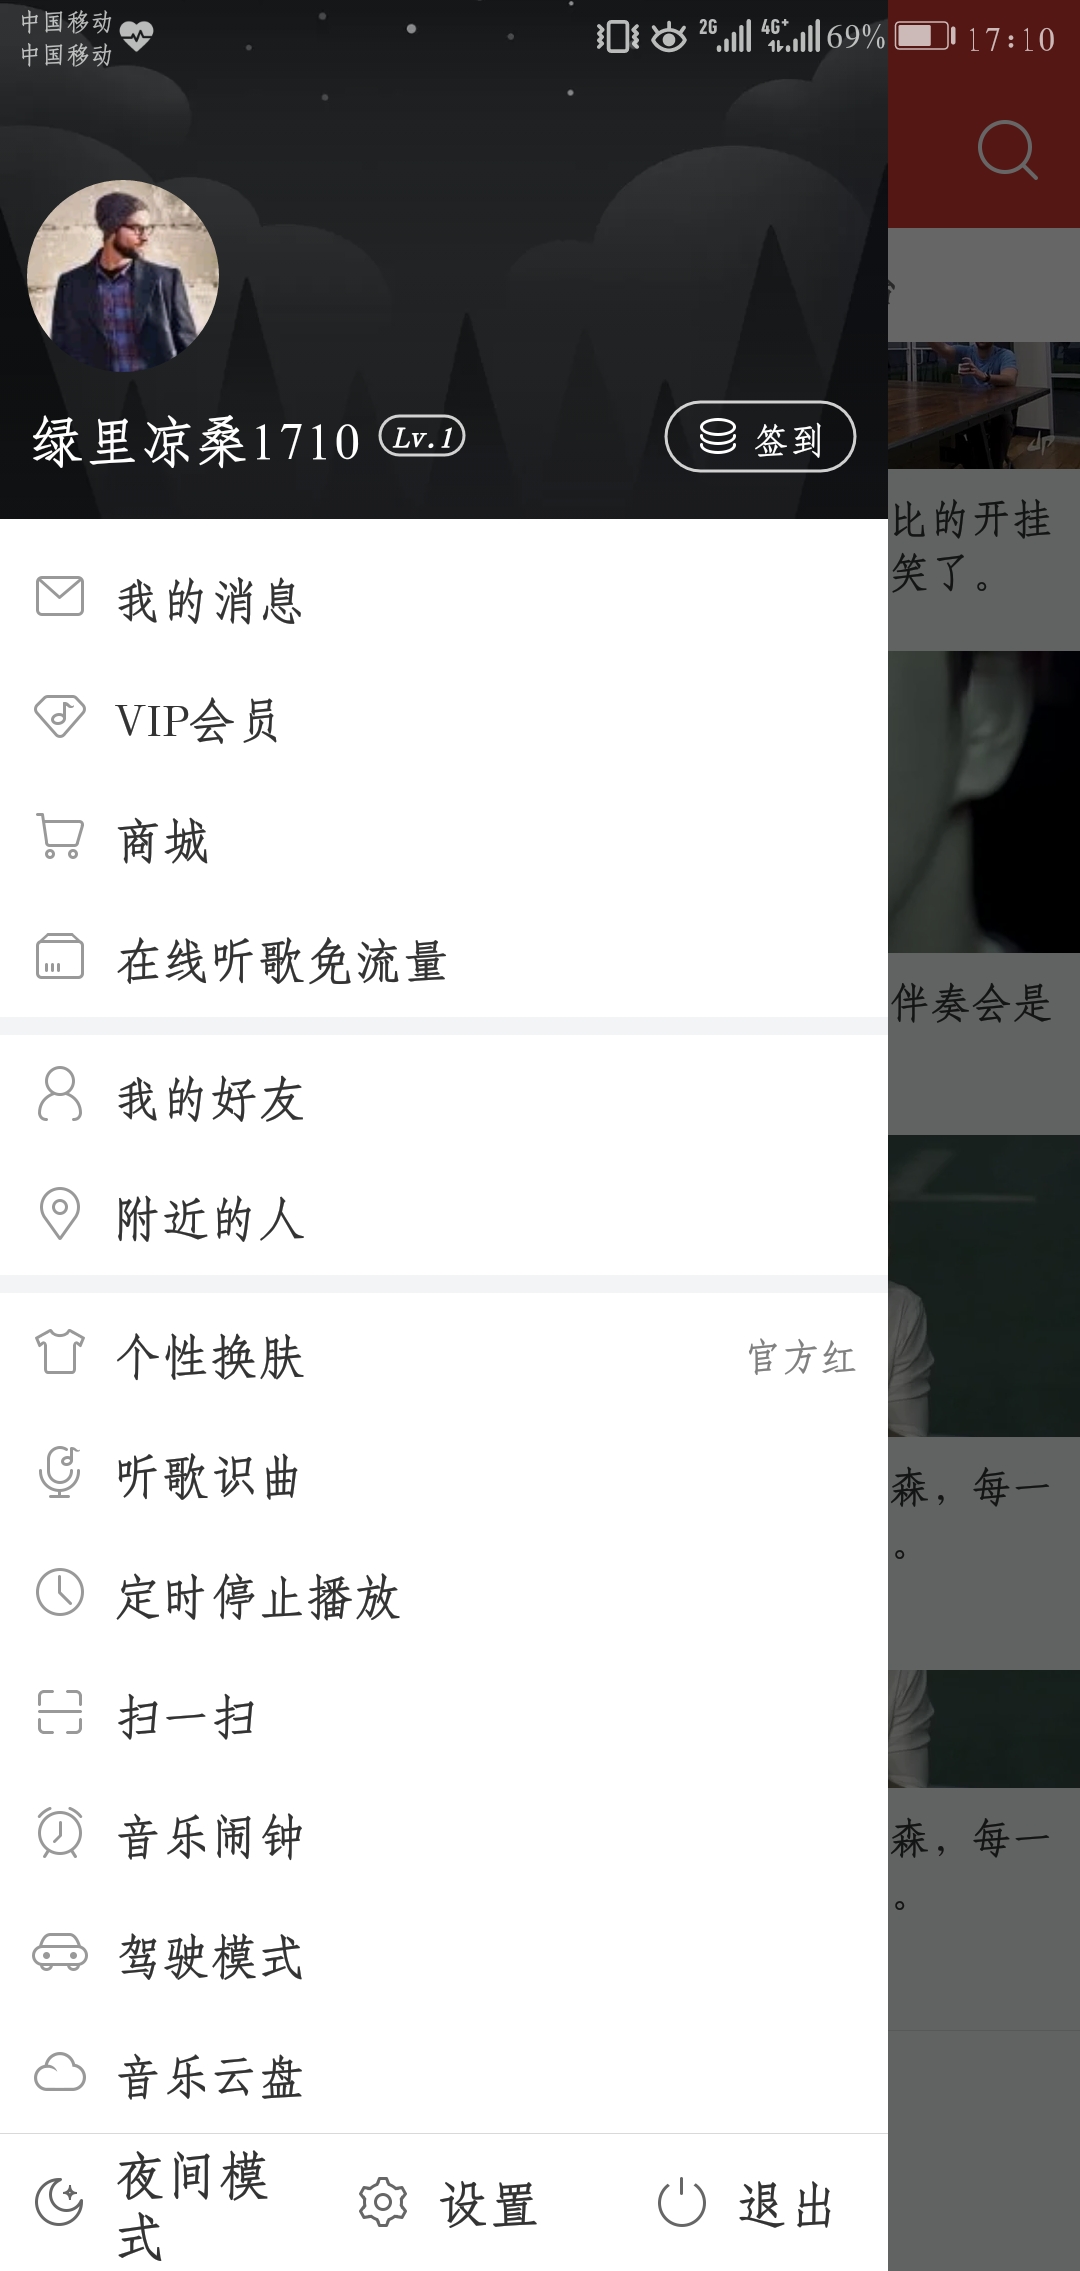 中国移动
中国移动
2G
4G+
69%
17:10
绿里凉桑1710 Lv.1
签到
我的消息
VIP会员
商城
在线听歌免流量
我的好友
附近的人
个性换肤
官方红
听歌识曲
定时停止播放
扫一扫
音乐闹钟
驾驶模式
音乐云盘
夜间模
式
设置
退出
比的开挂
笑了。
伴奏会是
森，每一
。
森，每一
。